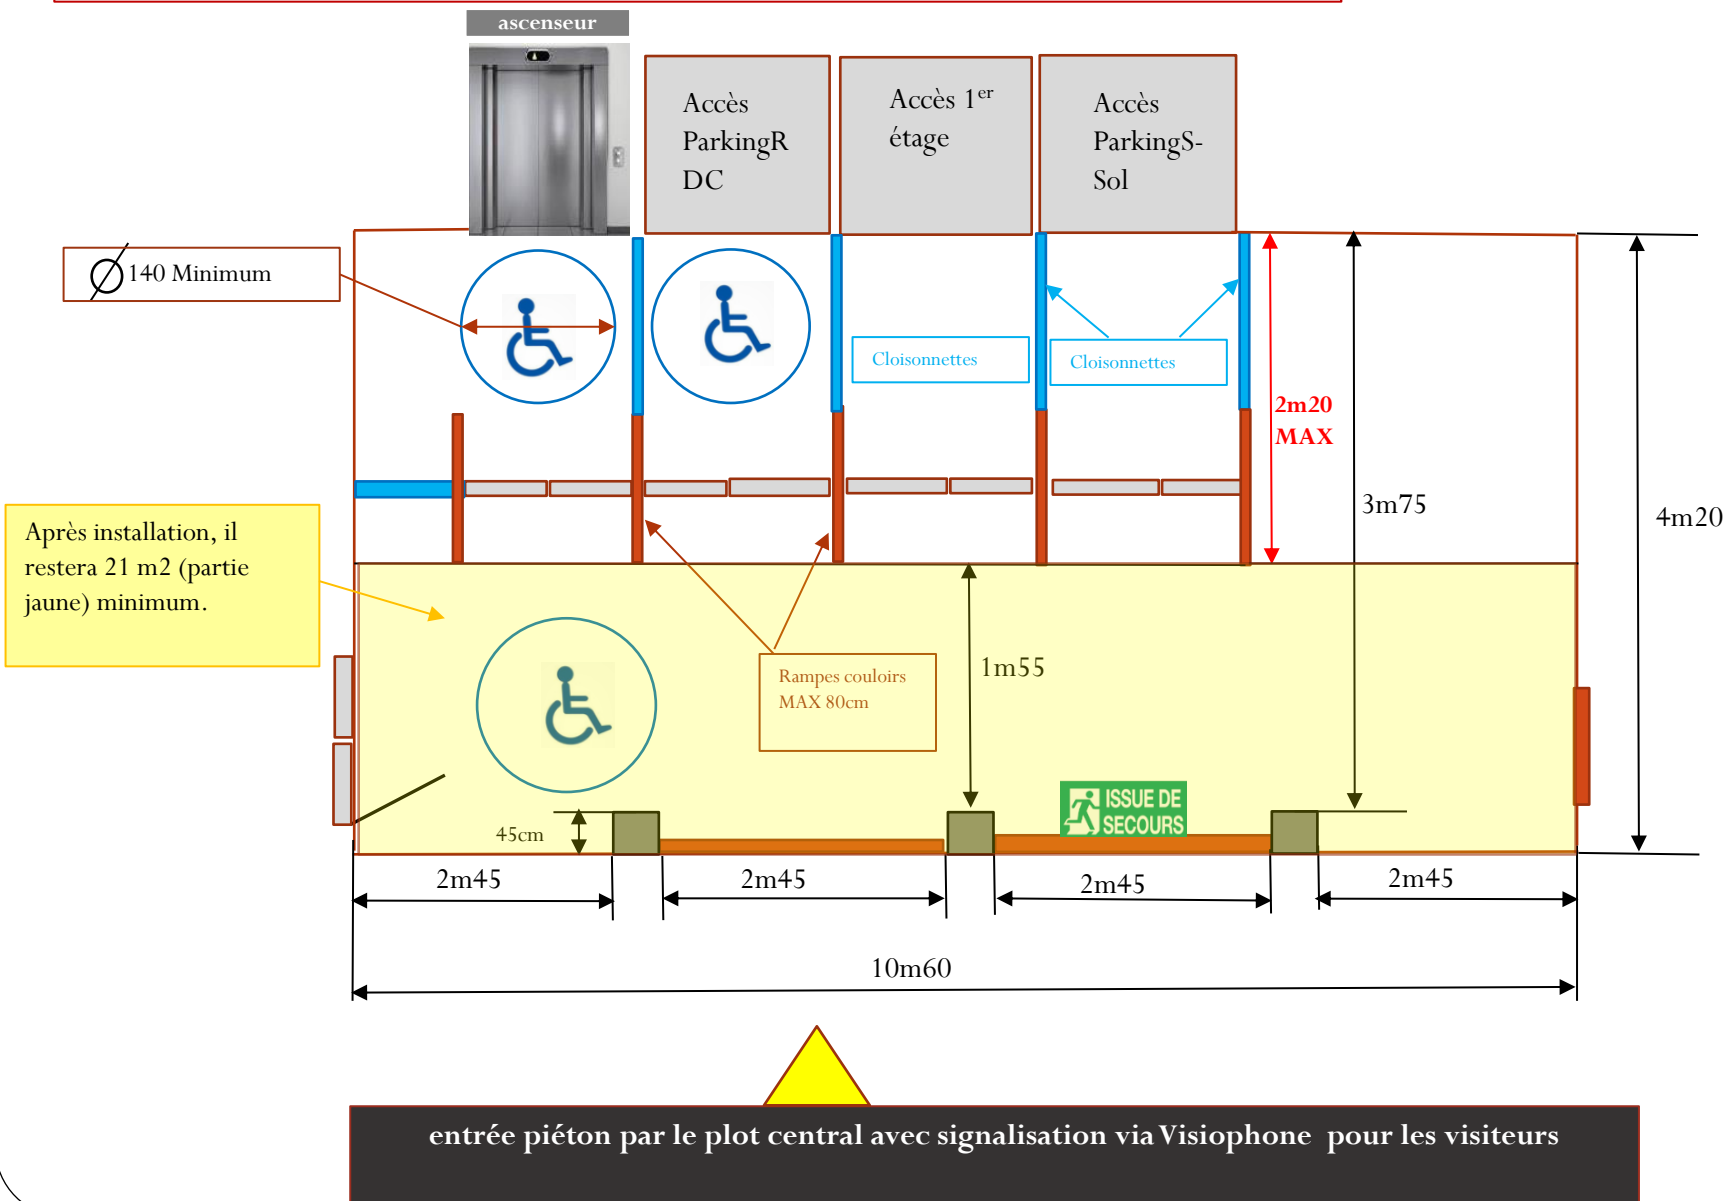 ascenseur
Accès
ParkingR
DC
Accès 1er
étage
Accès
ParkingS-
Sol
140 Minimum
Cloisonnettes
Cloisonnettes
2m20
MAX
3m75
4m20
Après installation, il
restera 21 m2 (partie
jaune) minimum.
1m55
Rampes couloirs
MAX 80cm
ISSUE DE
SECOURS
45cm
2m45
2m45
2m45
2m45
10m60
entrée piéton par le plot central avec signalisation via Visiophone pour les visiteurs